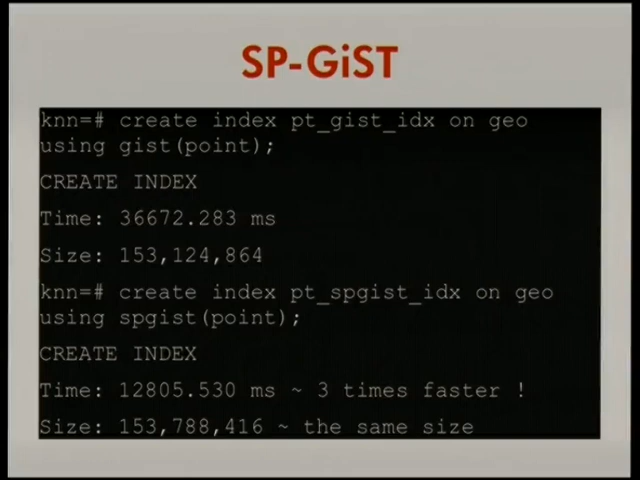 SP-GiST
knn=# create index pt_gist_idx on geo
using gist(point);
CREATE INDEX
Time: 36672.283 ms
Size: 153,124,864
knn=# create index pt_spgist_idx on geo
using spgist(point);
CREATE INDEX
Time: 12805.530 ms ~ 3 times faster !
Size: 153,788,416 ~ the same size